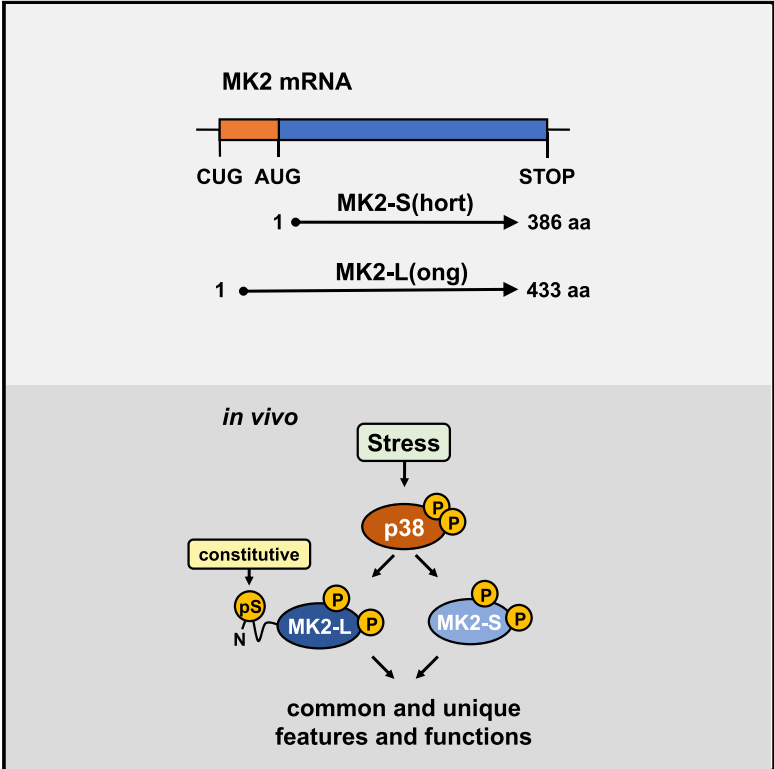 MK2 mRNA
CUG AUG STOP
MK2-S(hort)
1 386 aa
MK2-L(ong)
1 433 aa
in vivo
Stress
P
P
p38
constitutive
pS
P
P
N
MK2-L
P
P
MK2-S
common and unique
features and functions